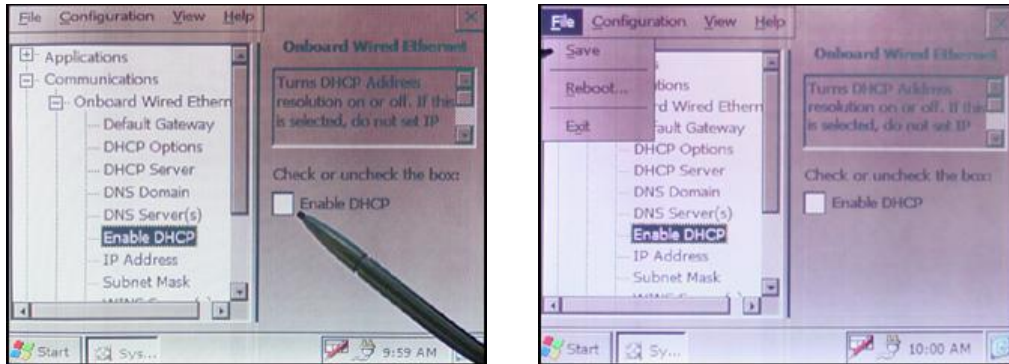 File Configuration View Help
Applications
Communications
Onboard Wired Ethern
Default Gateway
DHCP Options
DHCP Server
DNS Domain
DNS Server(s)
Enable DHCP
IP Address
Subnet Mask
Onboard Wired Ethernet
Turns DHCP Address
resolution on or off. If this
is selected, do not set IP
Check or uncheck the box:
Enable DHCP
Start Sys... 9:59 AM
File Configuration View Help
Save
Reboot...
Exit
tions
rd Wired Ethern
fault Gateway
DHCP Options
DHCP Server
DNS Domain
DNS Server(s)
Enable DHCP
IP Address
Subnet Mask
Onboard Wired Ethernet
Turns DHCP Address
resolution on or off. If this
is selected, do not set IP
Check or uncheck the box:
Enable DHCP
Start Sy... 10:00 AM